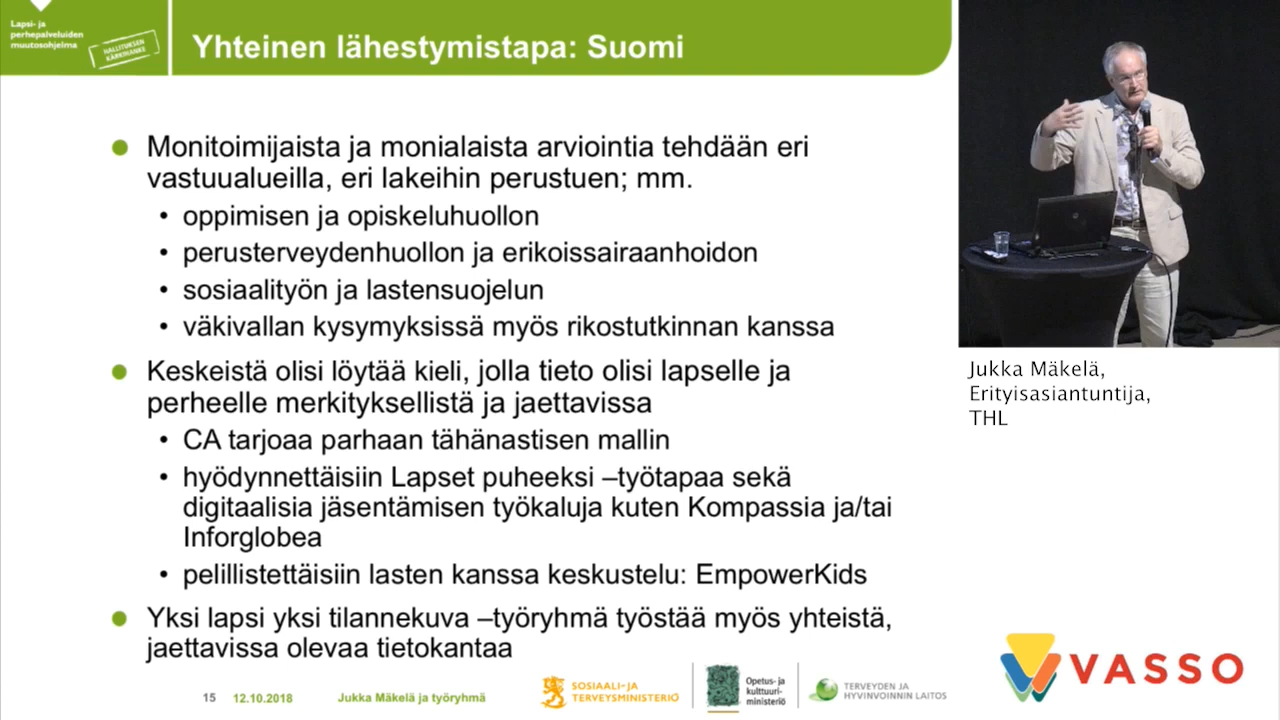 Lapsi- ja
perhepalveluiden
muutosohjelma
HALLITUKSEN
KÄRKIHANKE
Yhteinen lähestymistapa: Suomi
Monitoimijaista ja monialaista arviointia tehdään eri
vastuualueilla, eri lakeihin perustuen; mm.
• oppimisen ja opiskeluhuollon
• perusterveydenhuollon ja erikoissairaanhoidon
• sosiaalityön ja lastensuojelun
• väkivallan kysymyksissä myös rikostutkinnan kanssa
Keskeistä olisi löytää kieli, jolla tieto olisi lapselle ja
perheelle merkityksellistä ja jaettavissa
• CA tarjoaa parhaan tähänastisen mallin
• hyödynnettäisiin Lapset puheeksi –työtapaa sekä
digitaalisia jäsentämisen työkaluja kuten Kompassia ja/tai
Inforglobea
• pelillistettäisiin lasten kanssa keskustelu: EmpowerKids
Yksi lapsi yksi tilannekuva –työryhmä työstää myös yhteistä,
jaettavissa olevaa tietokantaa
15 12.10.2018 Jukka Mäkelä ja työryhmä
SOSIAALI- JA
TERVEYSMINISTERIÖ
Opetus- ja
kulttuuri-
ministeriö
TERVEYDEN JA
HYVINVOINNIN LAITOS
Jukka Mäkelä,
Erityisasiantuntija,
THL
VASSO